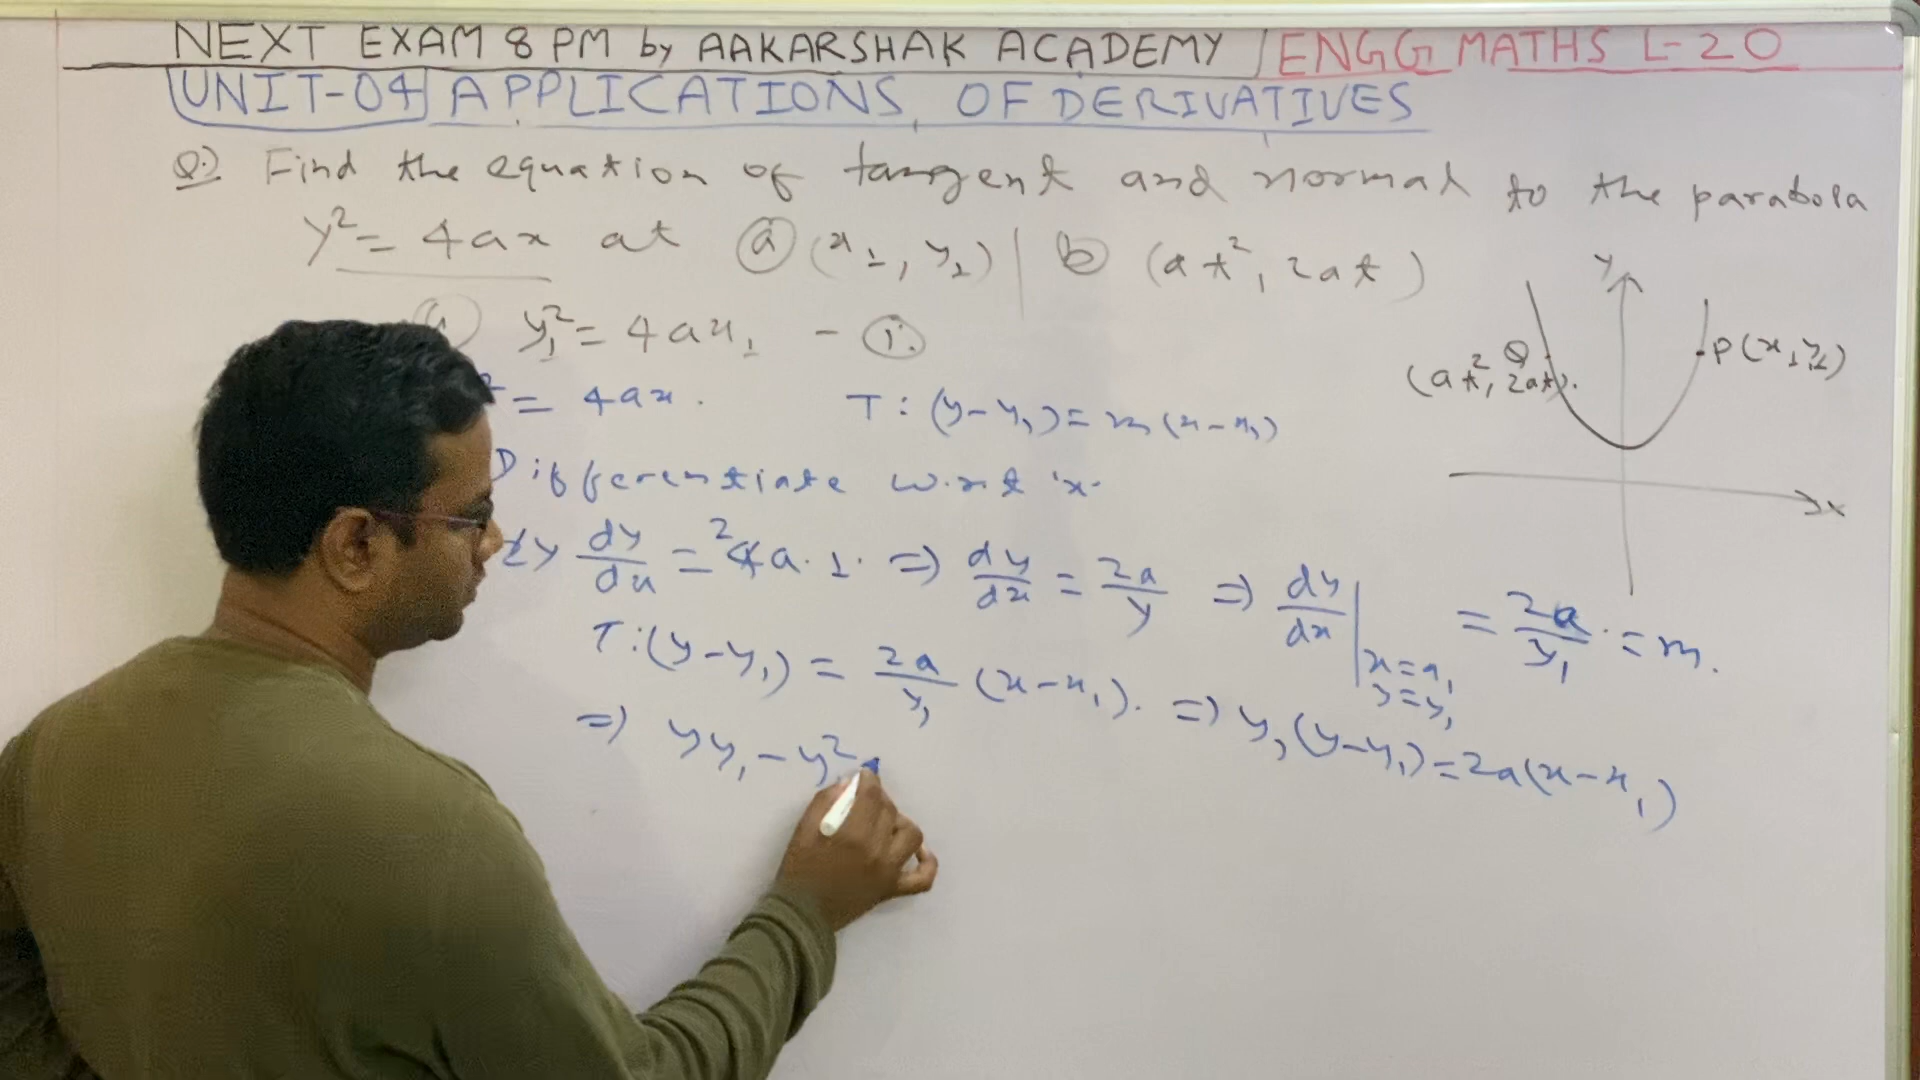 NEXT EXAM 8 PM by AAKARSHAK ACADEMY | ENGG MATHS L-20
UNIT-04 APPLICATIONS OF DERIVATIVES
Q.) Find the equation of tangent and normal to the parabola
y² = 4ax at ⓐ (x₁, y₁) | ⓑ (at², 2at)
y
ⓐ y₁² = 4ax₁ - ⓘ
P(x₁, y₁)
Q (at², 2at).
² = 4ax. T: (y-y₁) = m(x-x₁)
Differentiate w.r.t 'x'
x
2y dy/dx = ²4a.1. ⇒ dy/dx = 2a/y ⇒ dy/dx | x=x₁ y=y₁ = 2a/y₁ = m.
T: (y-y₁) = 2a/y₁ (x-x₁). ⇒ y₁(y-y₁) = 2a(x-x₁)
⇒ yy₁ - y₁²